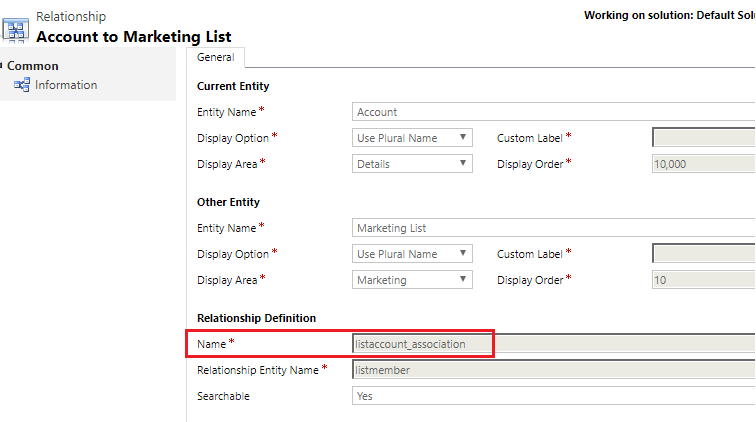 Relationship
Working on solution: Default Sol
Account to Marketing List
Common
Information
General
Current Entity
Entity Name * Account
Display Option * Use Plural Name Custom Label *
Display Area * Details Display Order * 10,000
Other Entity
Entity Name * Marketing List
Display Option * Use Plural Name Custom Label *
Display Area * Marketing Display Order * 10
Relationship Definition
Name * listaccount_association
Relationship Entity Name * listmember
Searchable Yes